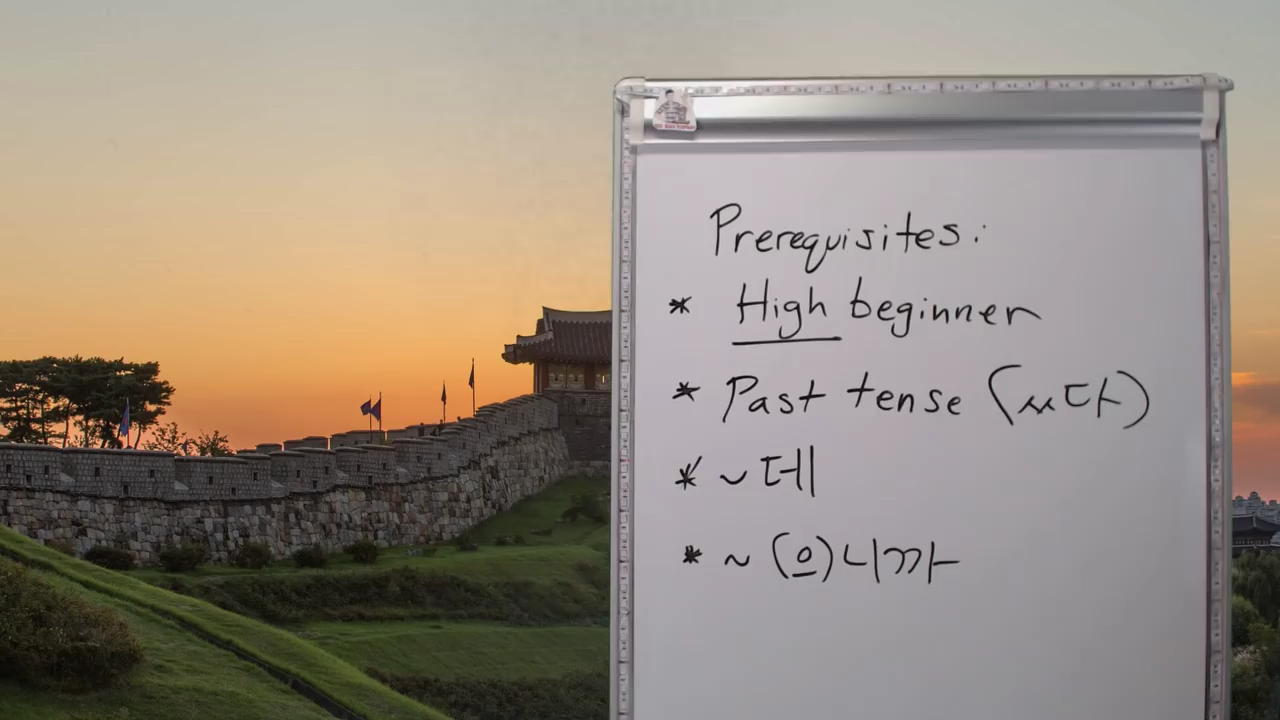 Prerequisites:
* High beginner
* Past tense (ㅆ다)
* ~데
* ~(으)니까